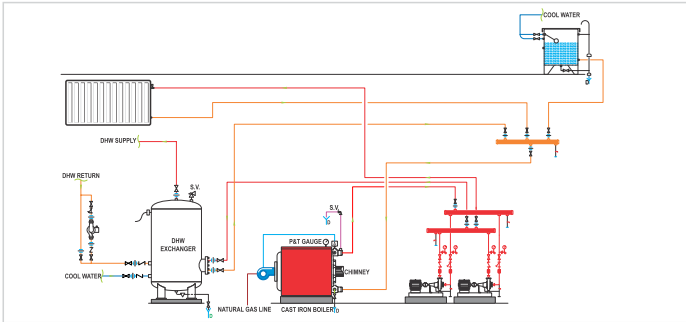 COOL WATER
DHW SUPPLY
DHW RETURN
S.V.
S.V.
DHW
EXCHANGER
P&T GAUGE
CHIMNEY
COOL WATER
NATURAL GAS LINE
CAST IRON BOILER